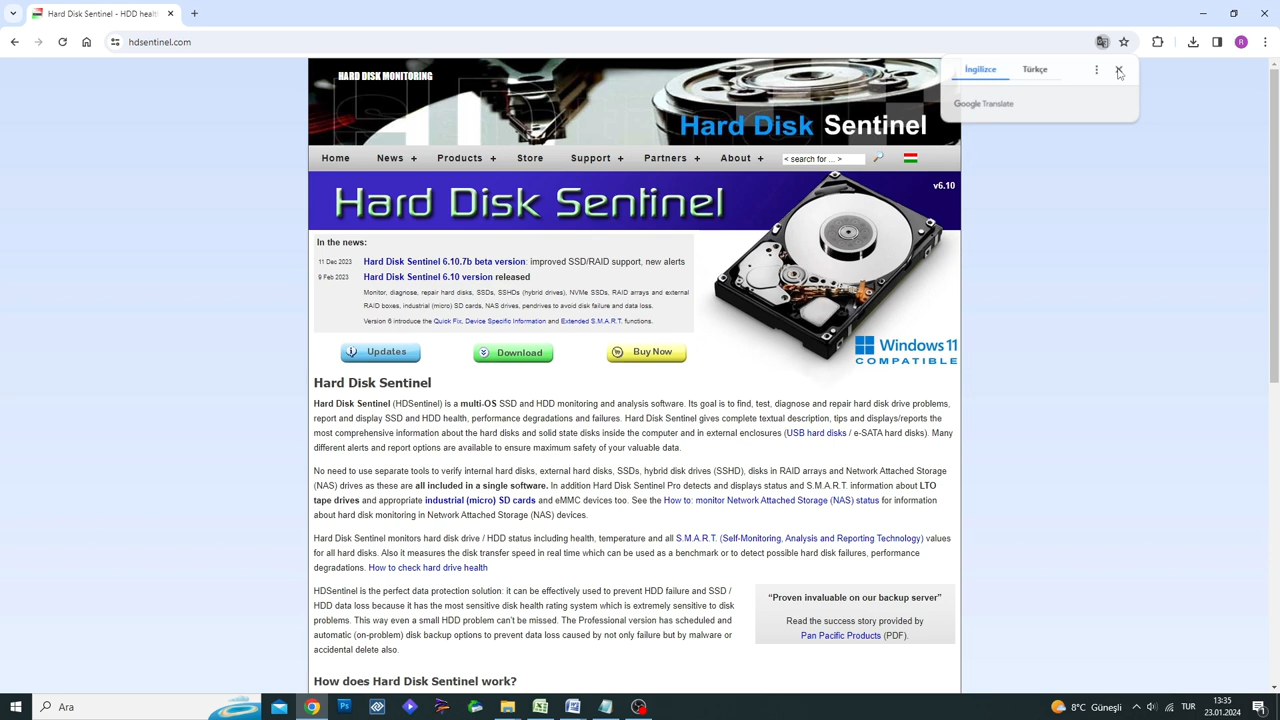 Hard Disk Sentinel - HDD healt
hdsentinel.com
İngilizce
Türkçe
Google Translate
HARD DISK MONITORING
Hard Disk Sentinel
Home
News +
Products +
Store
Support +
Partners +
About +
< search for ... >
Hard Disk Sentinel
v6.10
In the news:
11 Dec 2023 Hard Disk Sentinel 6.10.7b beta version: improved SSD/RAID support, new alerts
9 Feb 2023 Hard Disk Sentinel 6.10 version released
Monitor, diagnose, repair hard disks, SSDs, SSHDs (hybrid drives), NVMe SSDs, RAID arrays and external
RAID boxes, industrial (micro) SD cards, NAS drives, pendrives to avoid disk failure and data loss.
Version 6 introduce the Quick Fix, Device Specific Information and Extended S.M.A.R.T. functions.
Updates
Download
Buy Now
Windows 11
COMPATIBLE
Hard Disk Sentinel
Hard Disk Sentinel (HDSentinel) is a multi-OS SSD and HDD monitoring and analysis software. Its goal is to find, test, diagnose and repair hard disk drive problems,
report and display SSD and HDD health, performance degradations and failures. Hard Disk Sentinel gives complete textual description, tips and displays/reports the
most comprehensive information about the hard disks and solid state disks inside the computer and in external enclosures (USB hard disks / e-SATA hard disks). Many
different alerts and report options are available to ensure maximum safety of your valuable data.
No need to use separate tools to verify internal hard disks, external hard disks, SSDs, hybrid disk drives (SSHD), disks in RAID arrays and Network Attached Storage
(NAS) drives as these are all included in a single software. In addition Hard Disk Sentinel Pro detects and displays status and S.M.A.R.T. information about LTO
tape drives and appropriate industrial (micro) SD cards and eMMC devices too. See the How to: monitor Network Attached Storage (NAS) status for information
about hard disk monitoring in Network Attached Storage (NAS) devices.
Hard Disk Sentinel monitors hard disk drive / HDD status including health, temperature and all S.M.A.R.T. (Self-Monitoring, Analysis and Reporting Technology) values
for all hard disks. Also it measures the disk transfer speed in real time which can be used as a benchmark or to detect possible hard disk failures, performance
degradations. How to check hard drive health
HDSentinel is the perfect data protection solution: it can be effectively used to prevent HDD failure and SSD /
HDD data loss because it has the most sensitive disk health rating system which is extremely sensitive to disk
problems. This way even a small HDD problem can't be missed. The Professional version has scheduled and
automatic (on-problem) disk backup options to prevent data loss caused by not only failure but by malware or
accidental delete also.
“Proven invaluable on our backup server”
Read the success story provided by
Pan Pacific Products (PDF).
How does Hard Disk Sentinel work?
Ara
8°C Güneşli
TUR
13:35
23.01.2024